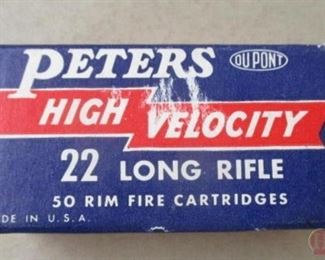 PETERS
DU PONT
HIGH VELOCITY
22 LONG RIFLE
50 RIM FIRE CARTRIDGES
DE IN U.S.A.